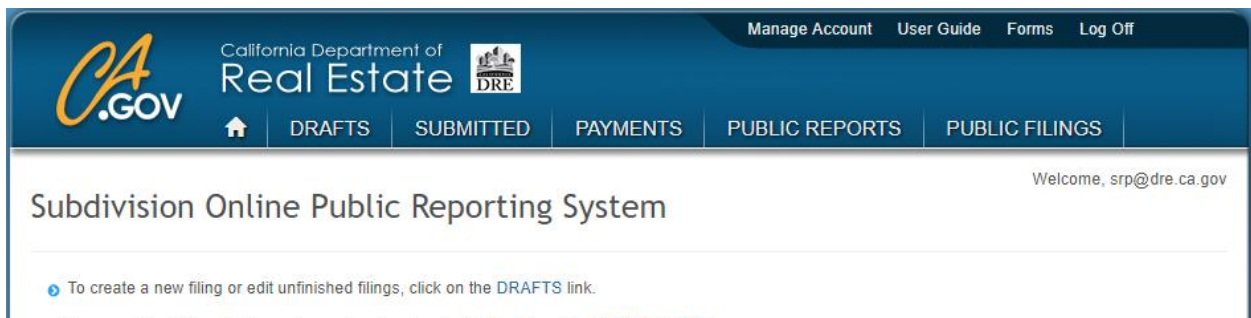 Manage Account User Guide Forms Log Off
CA.GOV
California Department of
Real Estate
DRE
DRAFTS SUBMITTED PAYMENTS PUBLIC REPORTS PUBLIC FILINGS
Welcome, srp@dre.ca.gov
Subdivision Online Public Reporting System
To create a new filing or edit unfinished filings, click on the DRAFTS link.